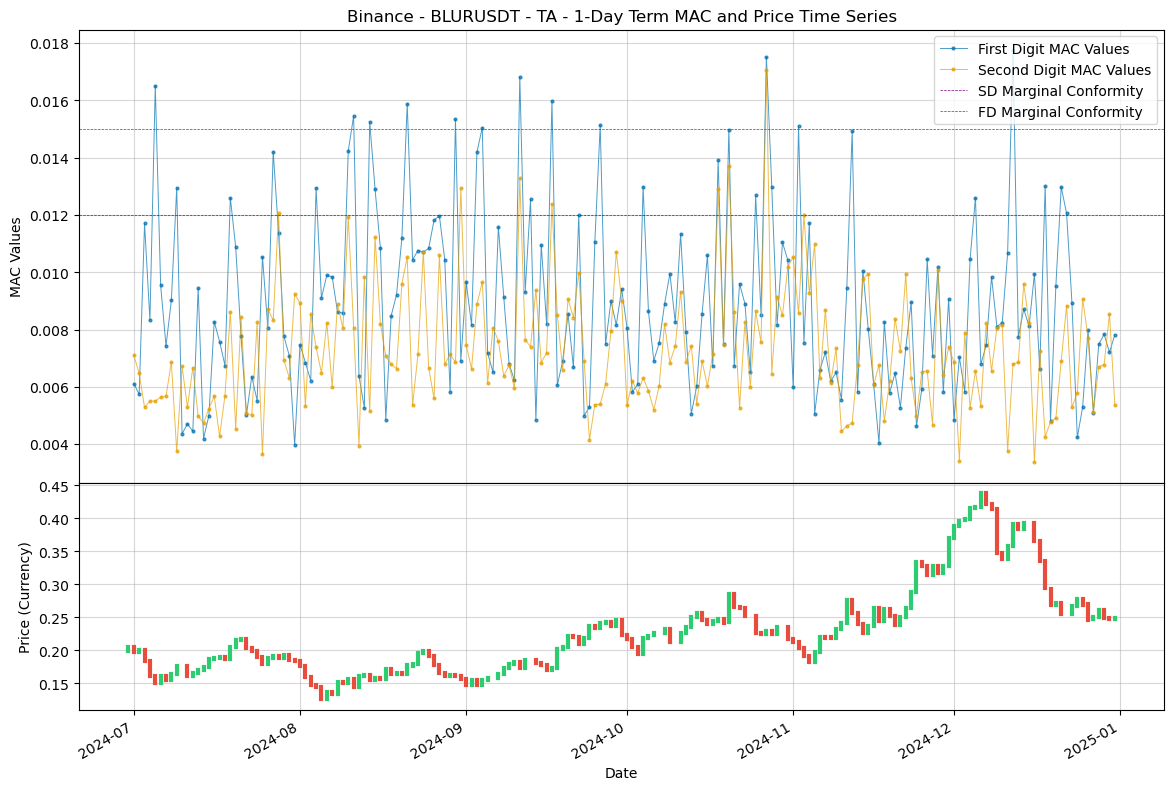 Binance - BLURUSDT - TA - 1-Day Term MAC and Price Time Series
First Digit MAC Values
Second Digit MAC Values
SD Marginal Conformity
FD Marginal Conformity
MAC Values
0.018
0.016
0.014
0.012
0.010
0.008
0.006
0.004
Price (Currency)
0.45
0.40
0.35
0.30
0.25
0.20
0.15
2024-07
2024-08
2024-09
2024-10
2024-11
2024-12
2025-01
Date